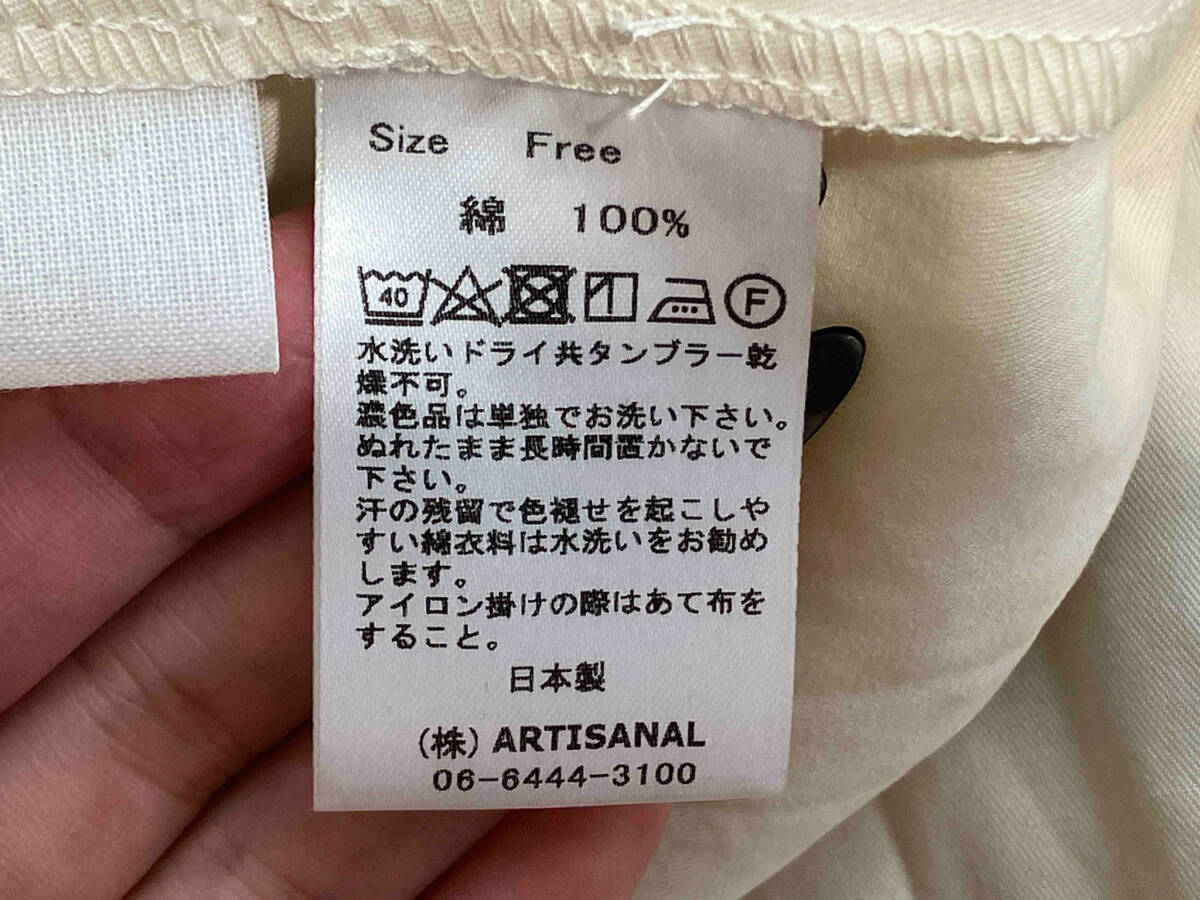 Size Free
綿 100%
40 F
水洗いドライ共タンブラー乾
燥不可。
濃色品は単独でお洗い下さい。
ぬれたまま長時間置かないで
下さい。
汗の残留で色褪せを起こしや
すい綿衣料は水洗いをお勧め
します。
アイロン掛けの際はあて布を
すること。
日本製
(株) ARTISANAL
06-6444-3100